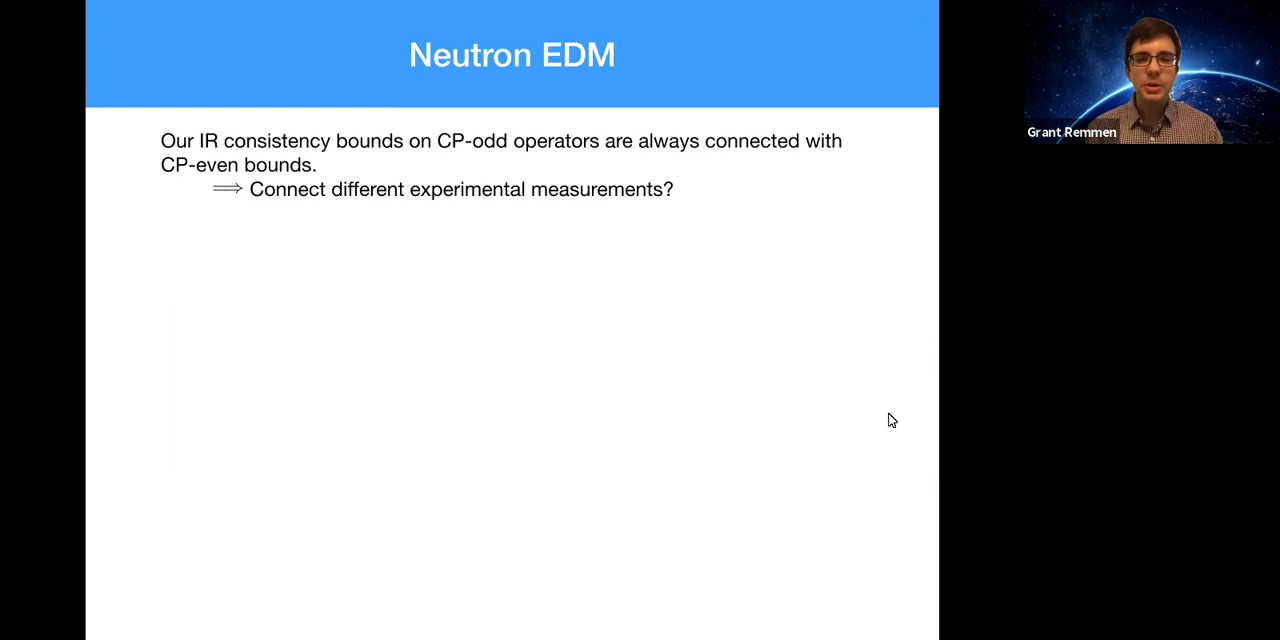 Neutron EDM
Our IR consistency bounds on CP-odd operators are always connected with
CP-even bounds.
⟹ Connect different experimental measurements?
Grant Remmen